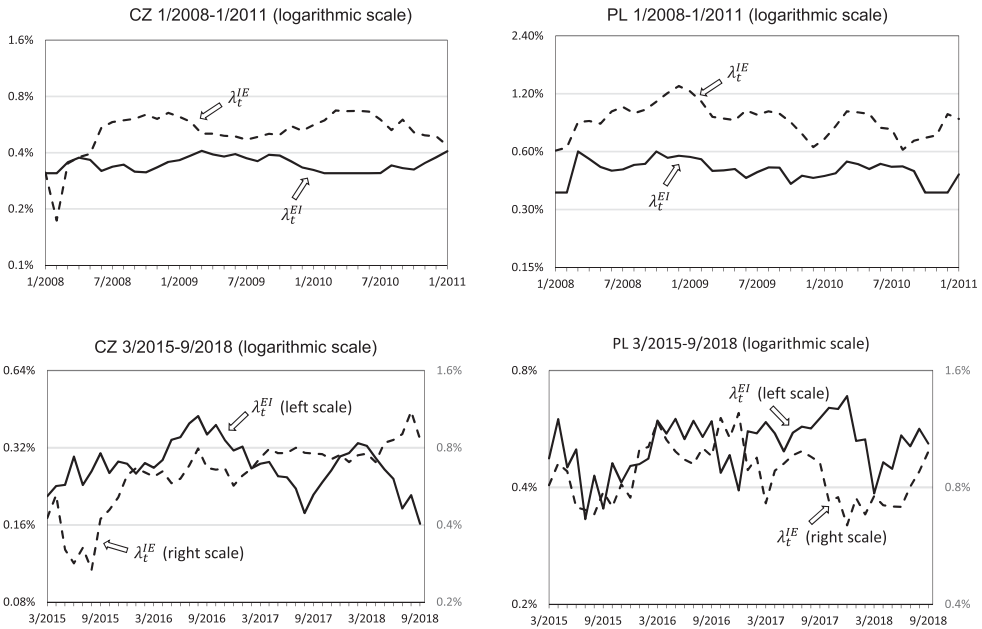 CZ 1/2008-1/2011 (logarithmic scale)
1.6%
0.8%
0.4%
0.2%
0.1%
λ_t^IE
λ_t^EI
1/2008 7/2008 1/2009 7/2009 1/2010 7/2010 1/2011
PL 1/2008-1/2011 (logarithmic scale)
2.40%
1.20%
0.60%
0.30%
0.15%
λ_t^IE
λ_t^EI
1/2008 7/2008 1/2009 7/2009 1/2010 7/2010 1/2011
CZ 3/2015-9/2018 (logarithmic scale)
0.64%
0.32%
0.16%
0.08%
1.6%
0.8%
0.4%
0.2%
λ_t^EI (left scale)
λ_t^IE (right scale)
3/2015 9/2015 3/2016 9/2016 3/2017 9/2017 3/2018 9/2018
PL 3/2015-9/2018 (logarithmic scale)
0.8%
0.4%
0.2%
1.6%
0.8%
0.4%
λ_t^EI (left scale)
λ_t^IE (right scale)
3/2015 9/2015 3/2016 9/2016 3/2017 9/2017 3/2018 9/2018